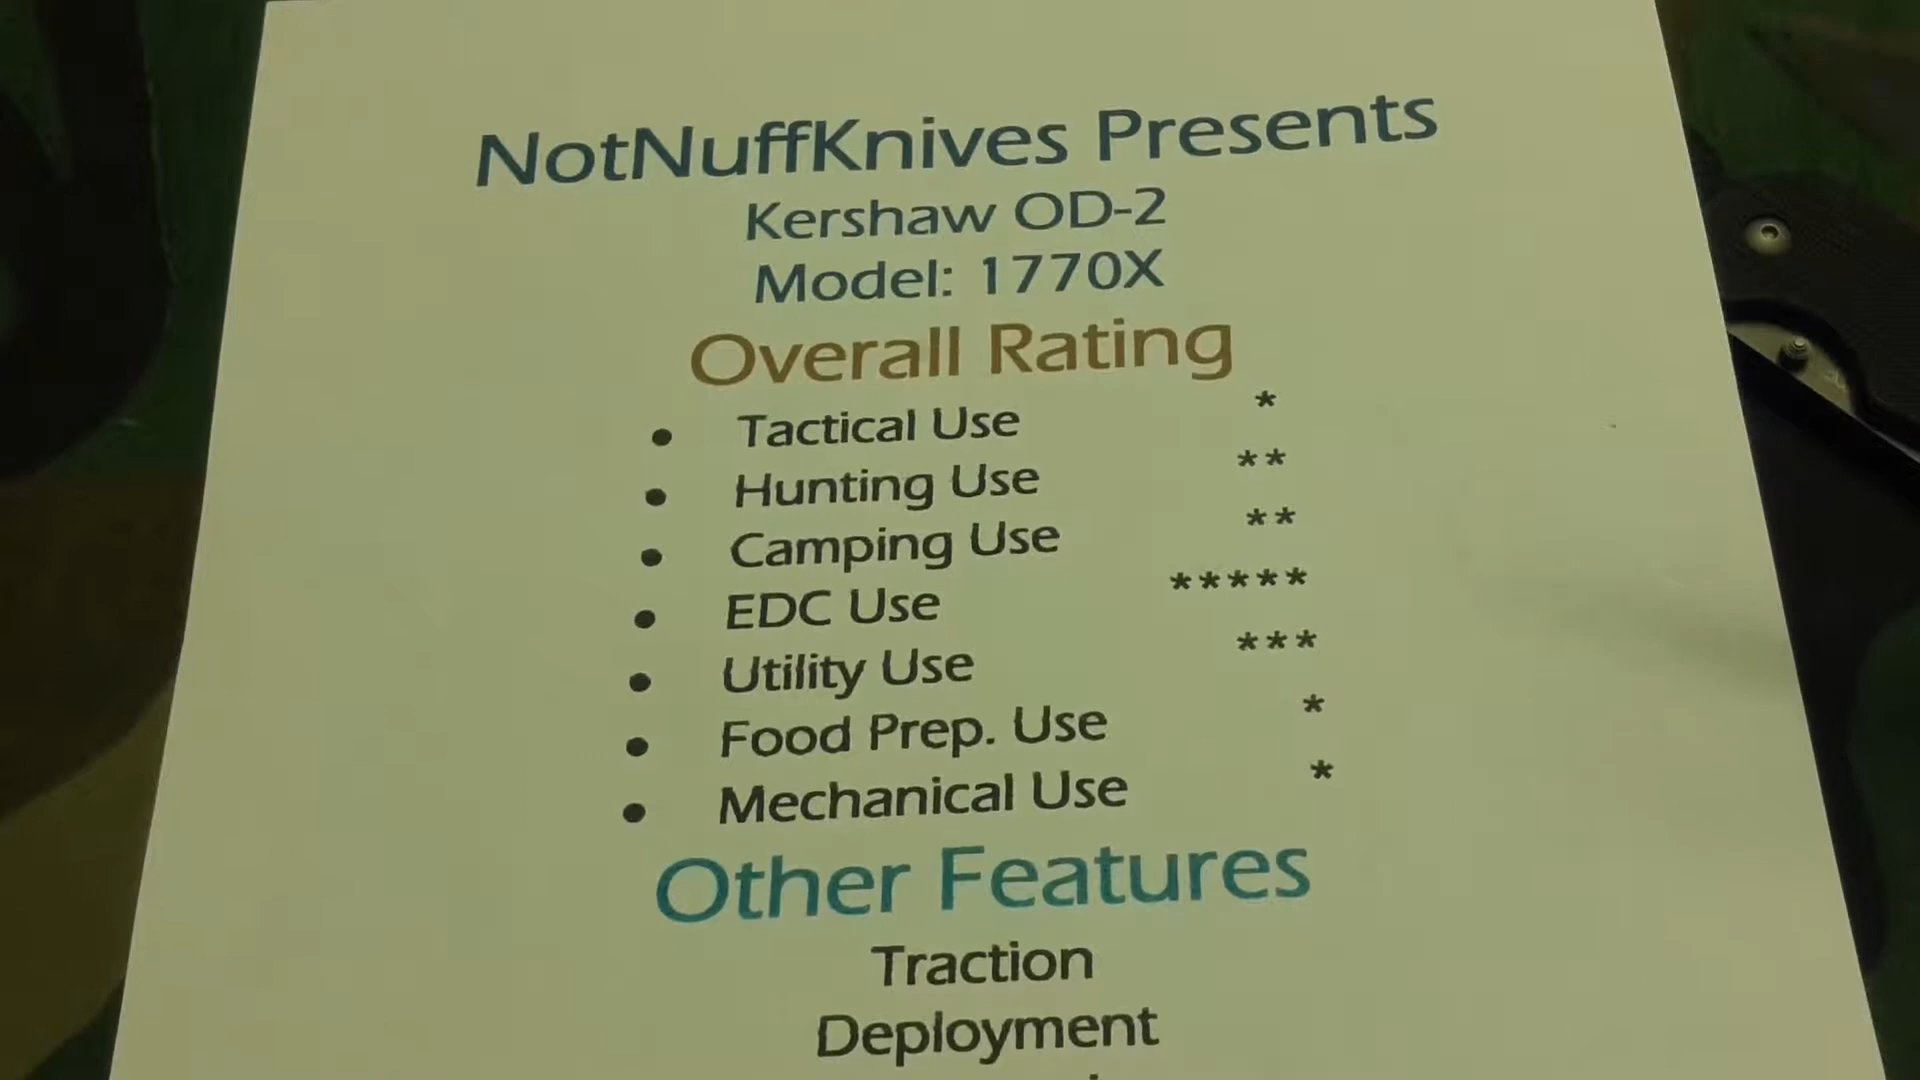 NotNuffKnives Presents
Kershaw OD-2
Model: 1770X
Overall Rating
• Tactical Use *
• Hunting Use **
• Camping Use **
• EDC Use *****
• Utility Use ***
• Food Prep. Use *
• Mechanical Use *
Other Features
Traction
Deployment